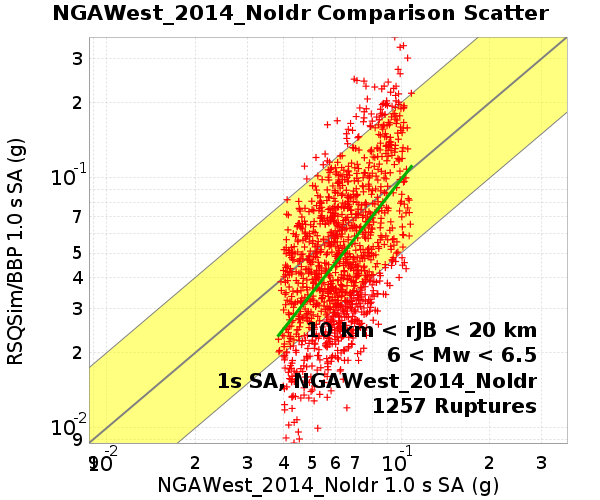 NGAWest_2014_NoIdr Comparison Scatter
3
2
10-1
7
5
4
3
2
10-2
9
RSQSim/BBP 1.0 s SA (g)
10 km < rJB < 20 km
6 < Mw < 6.5
1s SA, NGAWest_2014_NoIdr
1257 Ruptures
9 10-2 2 3 4 5 6 7 10-1 2 3
NGAWest_2014_NoIdr 1.0 s SA (g)